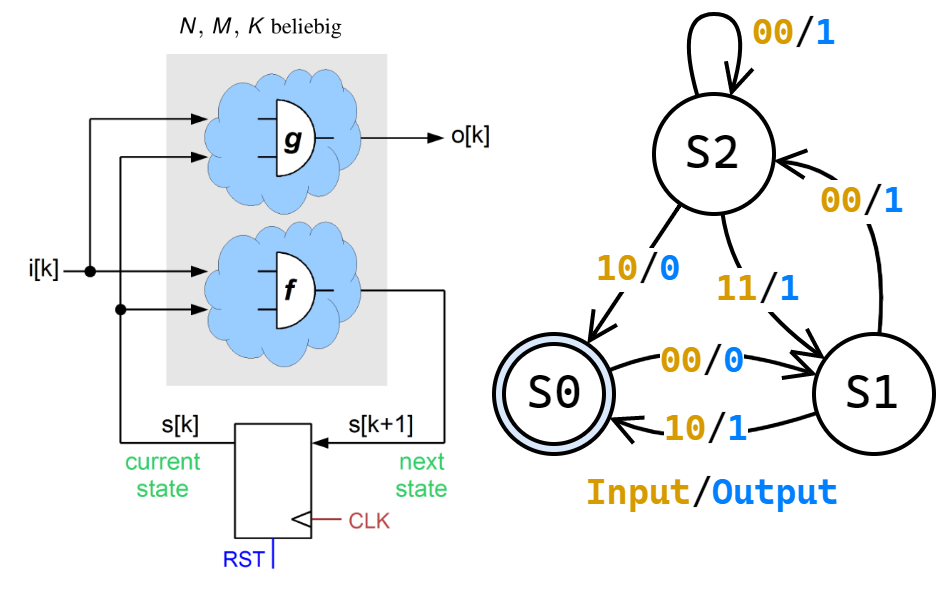 N, M, K beliebig
g
o[k]
i[k]
f
s[k]
s[k+1]
current
state
next
state
CLK
RST
00/1
S2
00/1
10/0
11/1
S0
00/0
S1
10/1
Input/Output